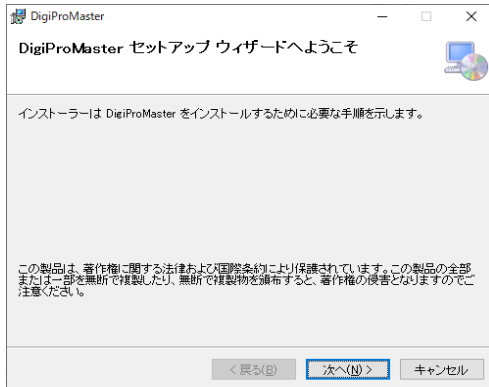 DigiProMaster
DigiProMaster セットアップ ウィザードへようこそ
インストーラーは DigiProMaster をインストールするために必要な手順を示します。
この製品は、著作権に関する法律および国際条約により保護されています。この製品の全部
または一部を無断で複製したり、無断で複製物を頒布すると、著作権の侵害となりますのでご
注意ください。
< 戻る(B)
次へ(N) >
キャンセル